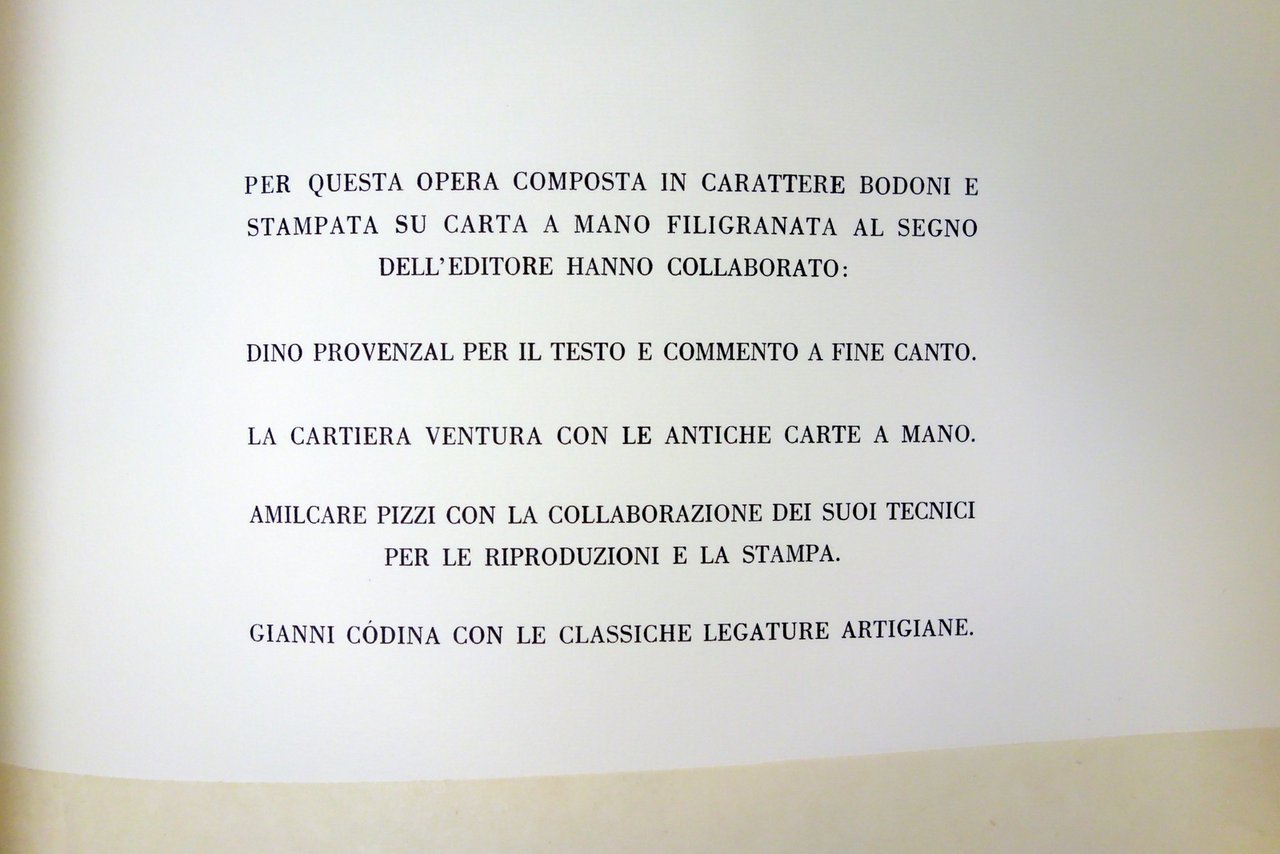 PER QUESTA OPERA COMPOSTA IN CARATTERE BODONI E
STAMPATA SU CARTA A MANO FILIGRANATA AL SEGNO
DELL'EDITORE HANNO COLLABORATO:
DINO PROVENZAL PER IL TESTO E COMMENTO A FINE CANTO.
LA CARTIERA VENTURA CON LE ANTICHE CARTE A MANO.
AMILCARE PIZZI CON LA COLLABORAZIONE DEI SUOI TECNICI
PER LE RIPRODUZIONI E LA STAMPA.
GIANNI CÓDINA CON LE CLASSICHE LEGATURE ARTIGIANE.